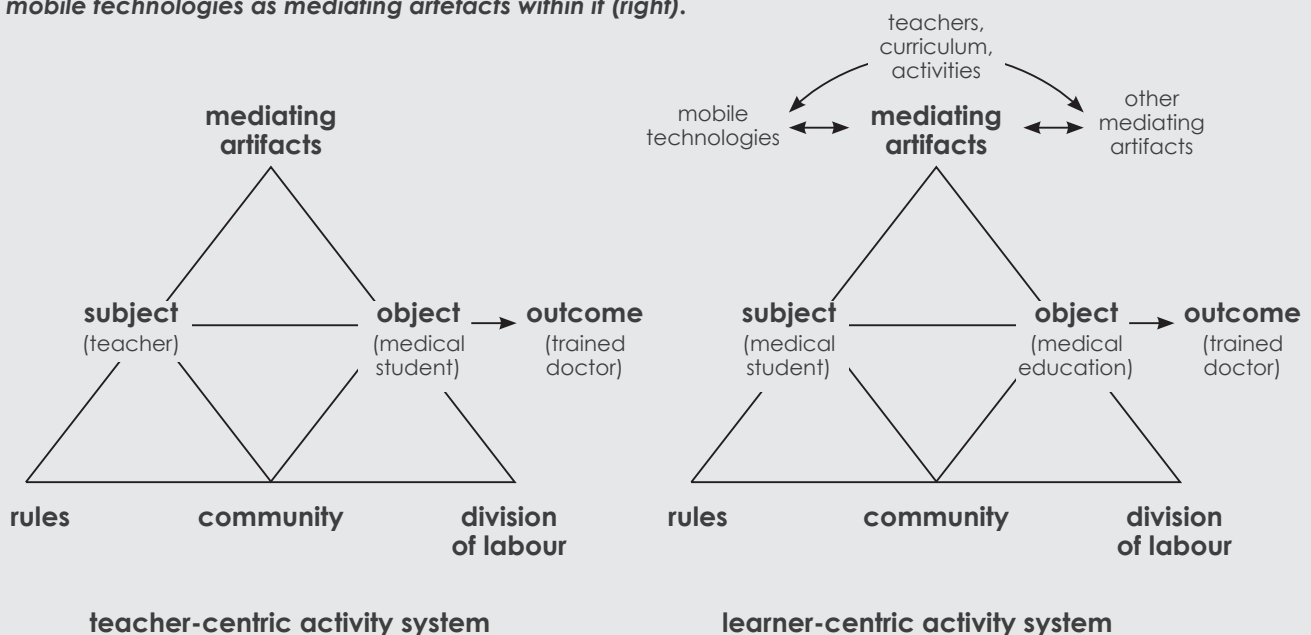 mobile technologies as mediating artefacts within it (right).
mediating
artifacts
subject
(teacher)
object
(medical
student)
outcome
(trained
doctor)
rules
community
division
of labour
teacher-centric activity system
teachers,
curriculum,
activities
mobile
technologies
mediating
artifacts
other
mediating
artifacts
subject
(medical
student)
object
(medical
education)
outcome
(trained
doctor)
rules
community
division
of labour
learner-centric activity system